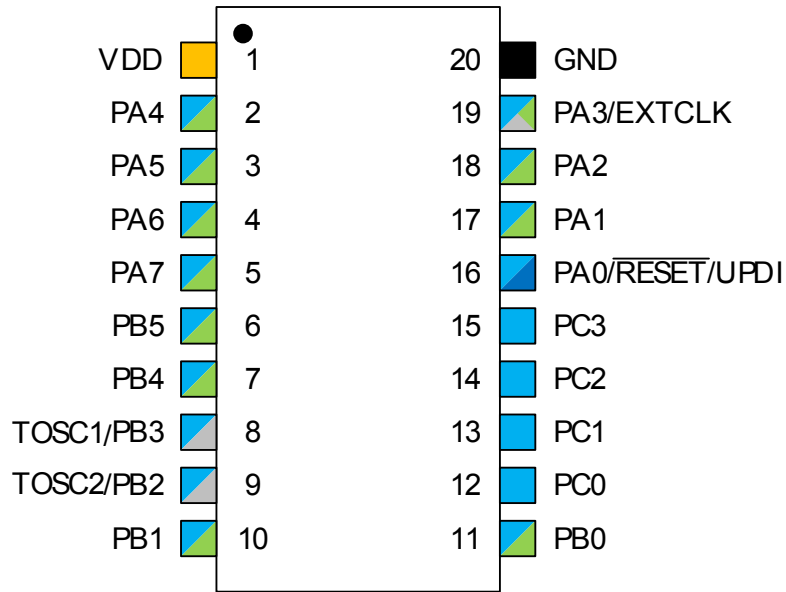 VDD 1 20 GND
PA4 2 19 PA3/EXTCLK
PA5 3 18 PA2
PA6 4 17 PA1
PA7 5 16 PA0/RESET/UPDI
PB5 6 15 PC3
PB4 7 14 PC2
TOSC1/PB3 8 13 PC1
TOSC2/PB2 9 12 PC0
PB1 10 11 PB0